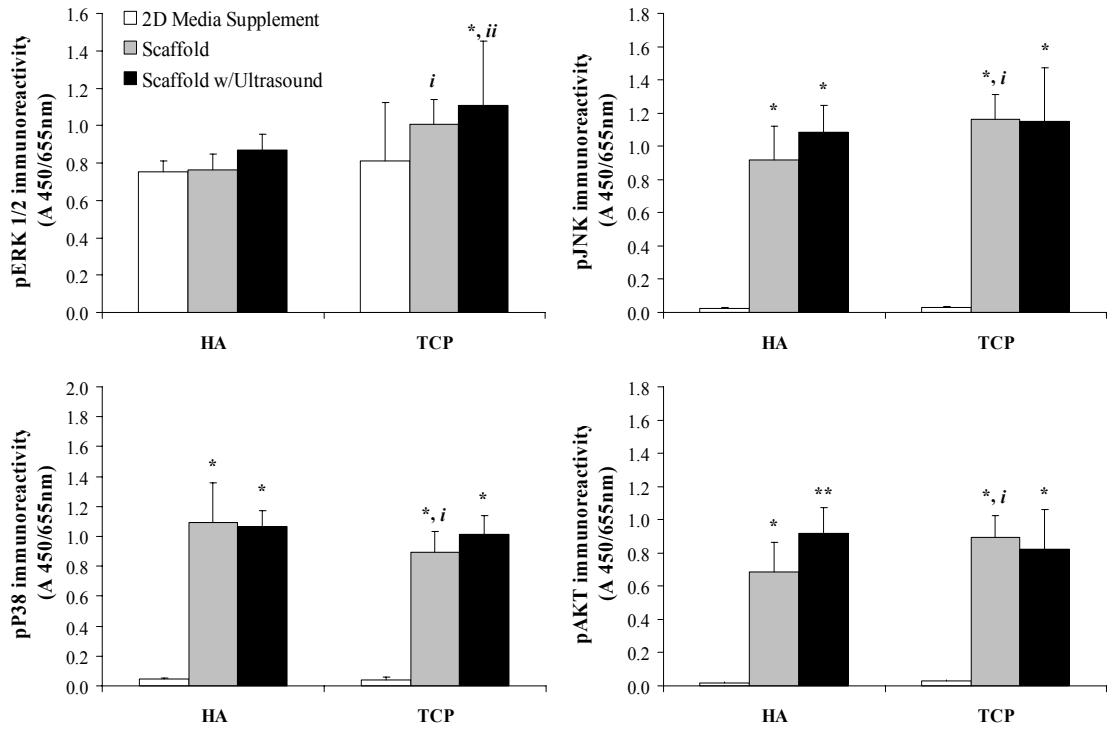 pERK 1/2 immunoreactivity
(A 450/655nm)
1.6
1.4
1.2
1.0
0.8
0.6
0.4
0.2
0.0
2D Media Supplement
Scaffold
Scaffold w/Ultrasound
i
*, ii
HA
TCP
pJNK immunoreactivity
(A 450/655nm)
1.8
1.6
1.4
1.2
1.0
0.8
0.6
0.4
0.2
0.0
*
*
*, i
*
HA
TCP
pP38 immunoreactivity
(A 450/655nm)
2.0
1.8
1.6
1.4
1.2
1.0
0.8
0.6
0.4
0.2
0.0
*
*
*, i
*
HA
TCP
pAKT immunoreactivity
(A 450/655nm)
1.8
1.6
1.4
1.2
1.0
0.8
0.6
0.4
0.2
0.0
*
**
*, i
*
HA
TCP